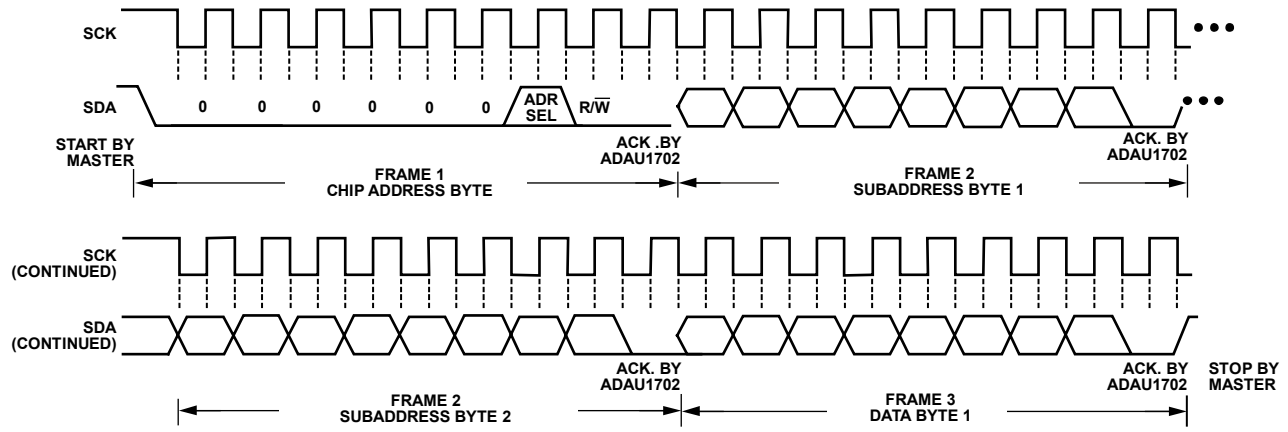 SCK
SDA
0 0 0 0 0 0 ADR SEL R/W̅
START BY MASTER
ACK .BY ADAU1702
ACK. BY ADAU1702
FRAME 1
CHIP ADDRESS BYTE
FRAME 2
SUBADDRESS BYTE 1
SCK
(CONTINUED)
SDA
(CONTINUED)
ACK. BY ADAU1702
ACK. BY ADAU1702
STOP BY MASTER
FRAME 2
SUBADDRESS BYTE 2
FRAME 3
DATA BYTE 1